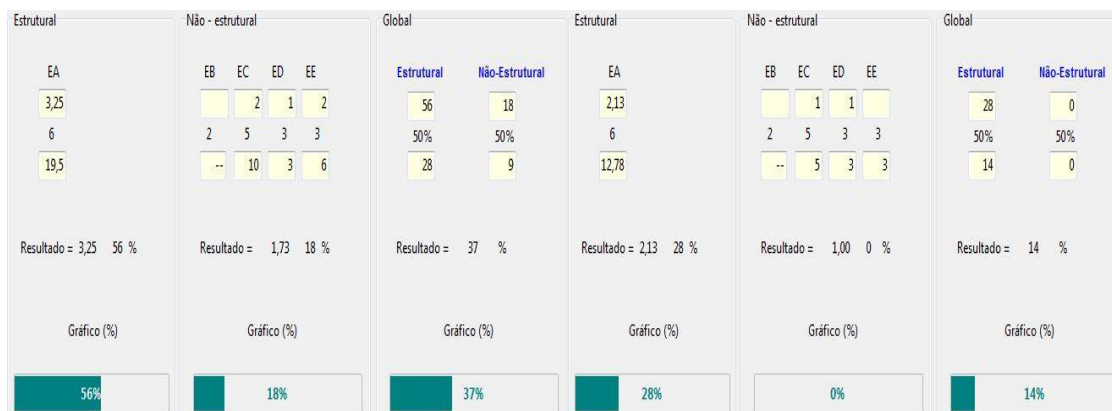 Estrutural
EA
3,25
6
19,5
Resultado = 3,25 56 %
Gráfico (%)
56%
Não - estrutural
EB EC ED EE
2 1 2
2 5 3 3
-- 10 3 6
Resultado = 1,73 18 %
Gráfico (%)
18%
Global
Estrutural Não-Estrutural
56 18
50% 50%
28 9
Resultado = 37 %
Gráfico (%)
37%
Estrutural
EA
2,13
6
12,78
Resultado = 2,13 28 %
Gráfico (%)
28%
Não - estrutural
EB EC ED EE
1 1
2 5 3 3
-- 5 3 3
Resultado = 1,00 0 %
Gráfico (%)
0%
Global
Estrutural Não-Estrutural
28 0
50% 50%
14 0
Resultado = 14 %
Gráfico (%)
14%